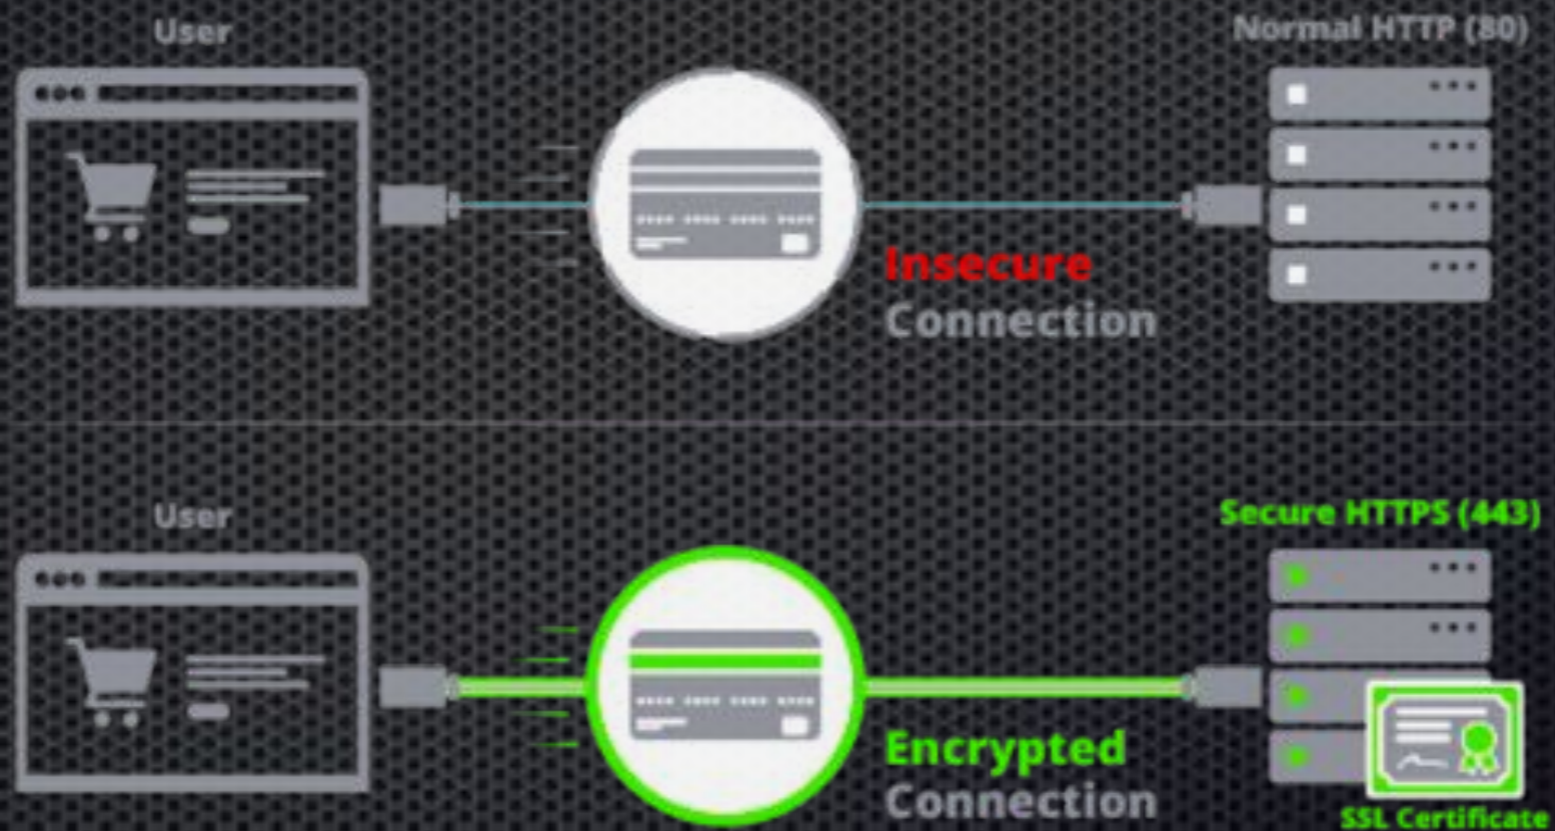 User
Normal HTTP (80)
Insecure
Connection
User
Secure HTTPS (443)
Encrypted
Connection
SSL Certificate